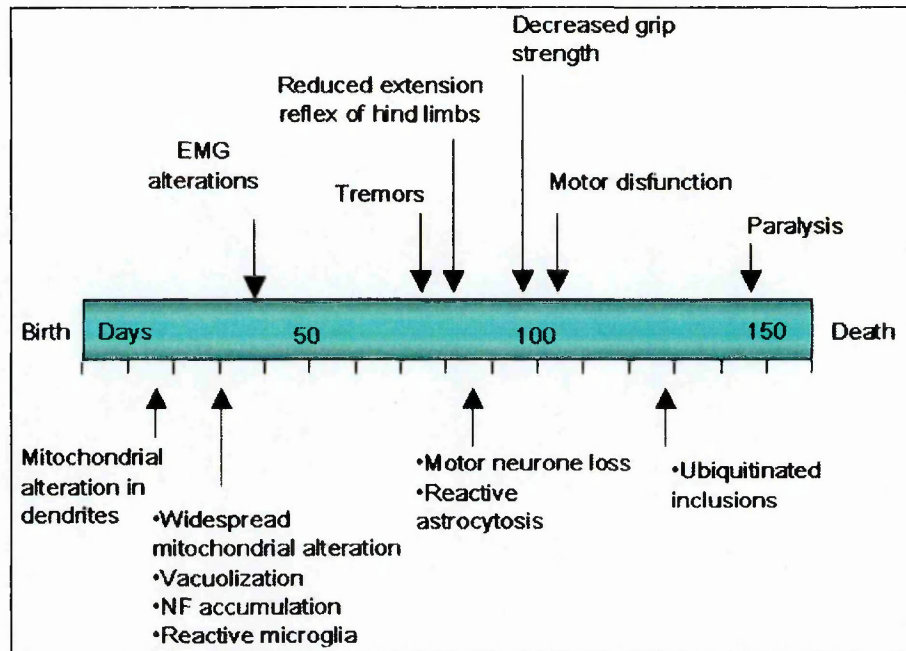 Decreased grip
strength
Reduced extension
reflex of hind limbs
EMG
alterations
Tremors
Motor disfunction
Paralysis
Birth Days 50 100 150 Death
Mitochondrial
alteration in
dendrites
•Widespread
mitochondrial alteration
•Vacuolization
•NF accumulation
•Reactive microglia
•Motor neurone loss
•Reactive
astrocytosis
•Ubiquitinated
inclusions